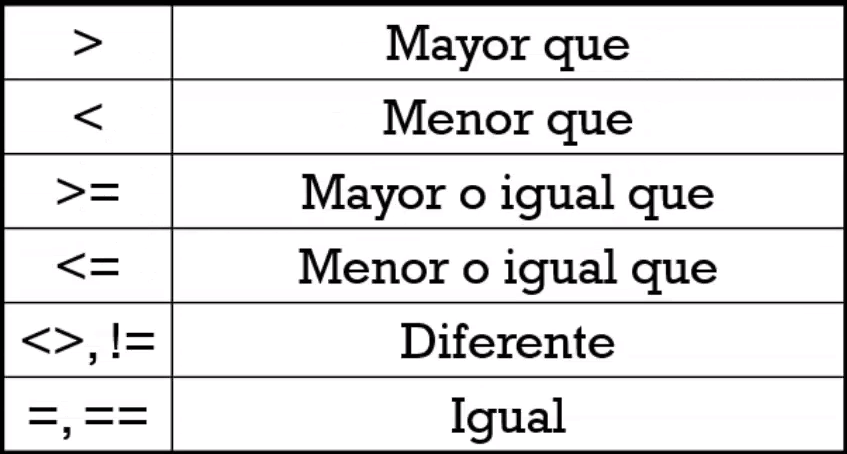 > Mayor que
< Menor que
>= Mayor o igual que
<= Menor o igual que
<>, != Diferente
=, == Igual